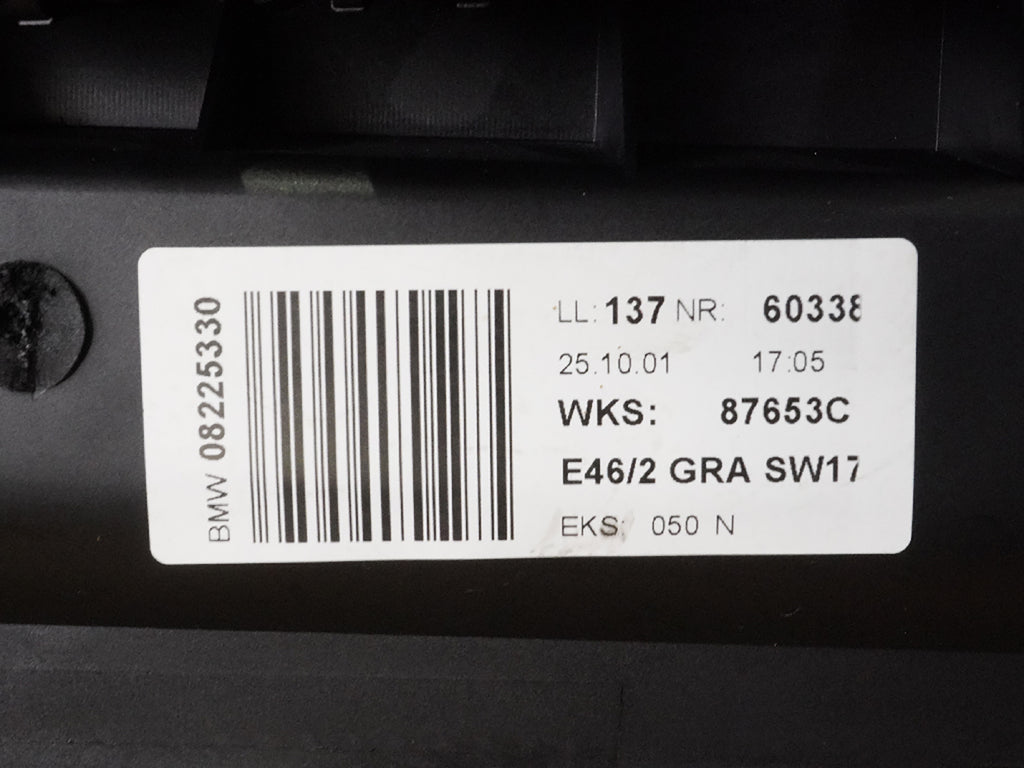 BMW 08225330
LL: 137 NR: 60338
25.10.01 17:05
WKS: 87653C
E46/2 GRA SW17
EKS: 050 N